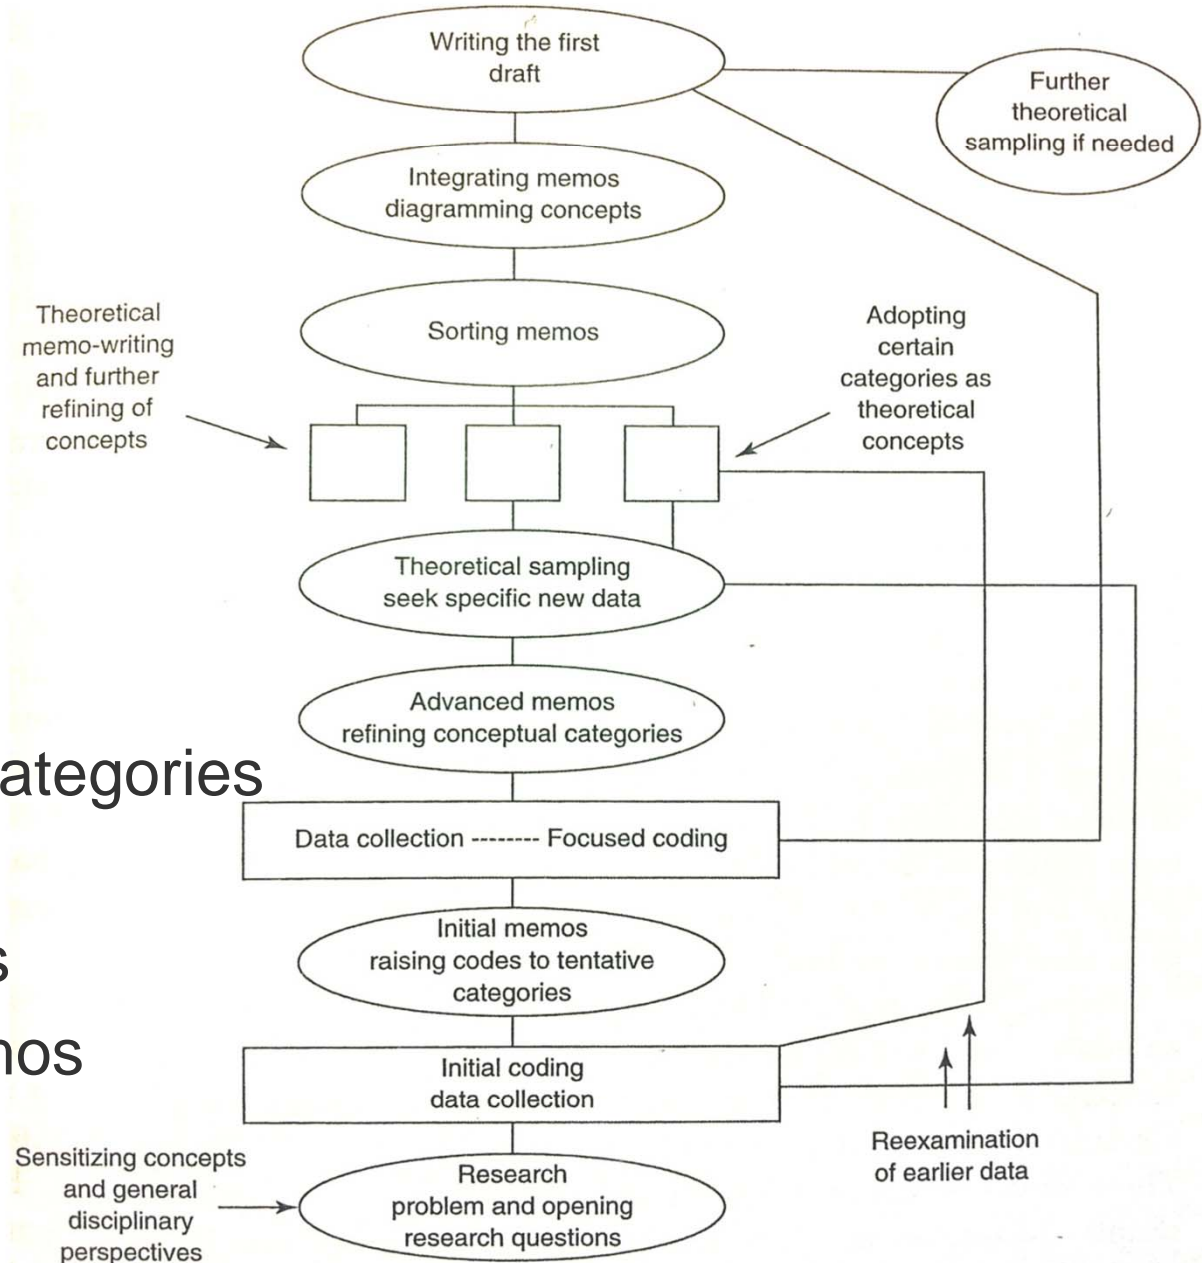 Writing the first
draft
Further
theoretical
sampling if needed
Integrating memos
diagramming concepts
Theoretical
memo-writing
and further
refining of
concepts
Sorting memos
Adopting
certain
categories as
theoretical
concepts
Theoretical sampling
seek specific new data
Advanced memos
refining conceptual categories
ategories
Data collection -------- Focused coding
Initial memos
raising codes to tentative
categories
s
nos
Initial coding
data collection
Reexamination
of earlier data
Sensitizing concepts
and general
disciplinary
perspectives
Research
problem and opening
research questions